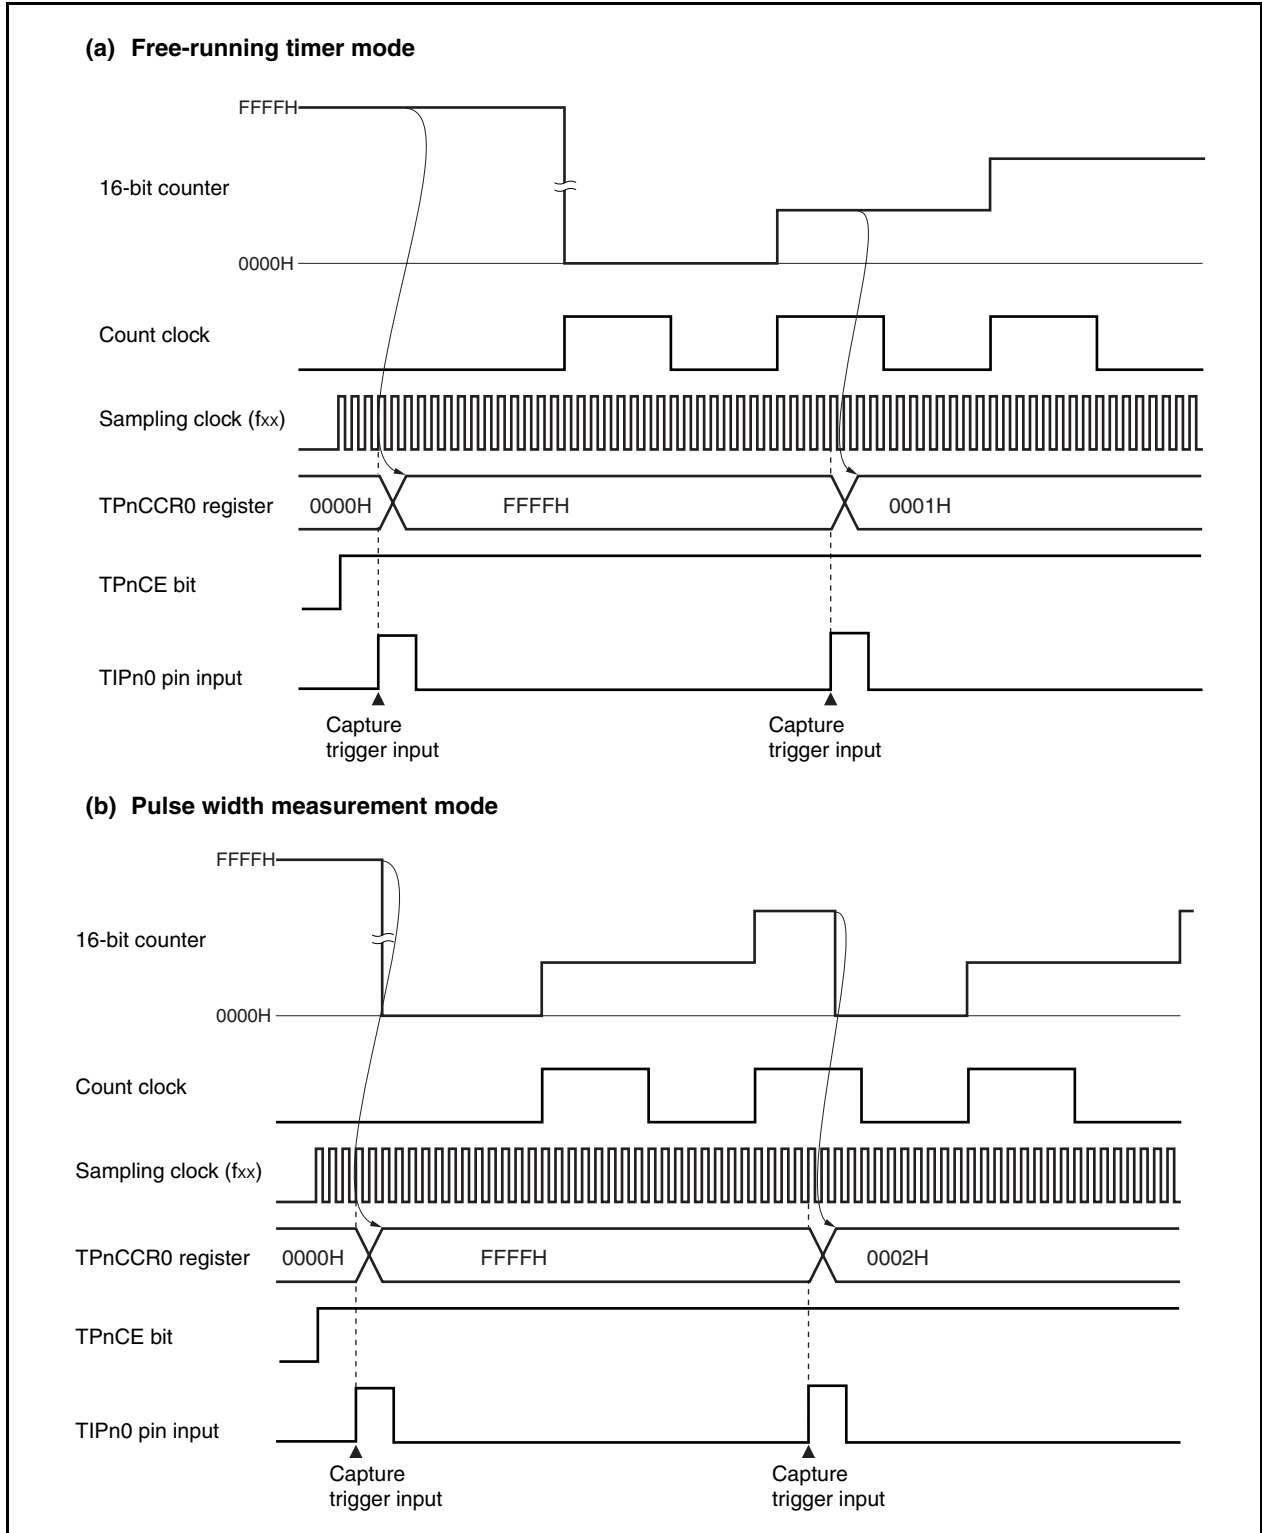 (a) Free-running timer mode
FFFFH
16-bit counter
0000H
Count clock
Sampling clock (fxx)
TPnCCR0 register 0000H FFFFH 0001H
TPnCE bit
TIPn0 pin input
Capture
trigger input
Capture
trigger input
(b) Pulse width measurement mode
FFFFH
16-bit counter
0000H
Count clock
Sampling clock (fxx)
TPnCCR0 register 0000H FFFFH 0002H
TPnCE bit
TIPn0 pin input
Capture
trigger input
Capture
trigger input